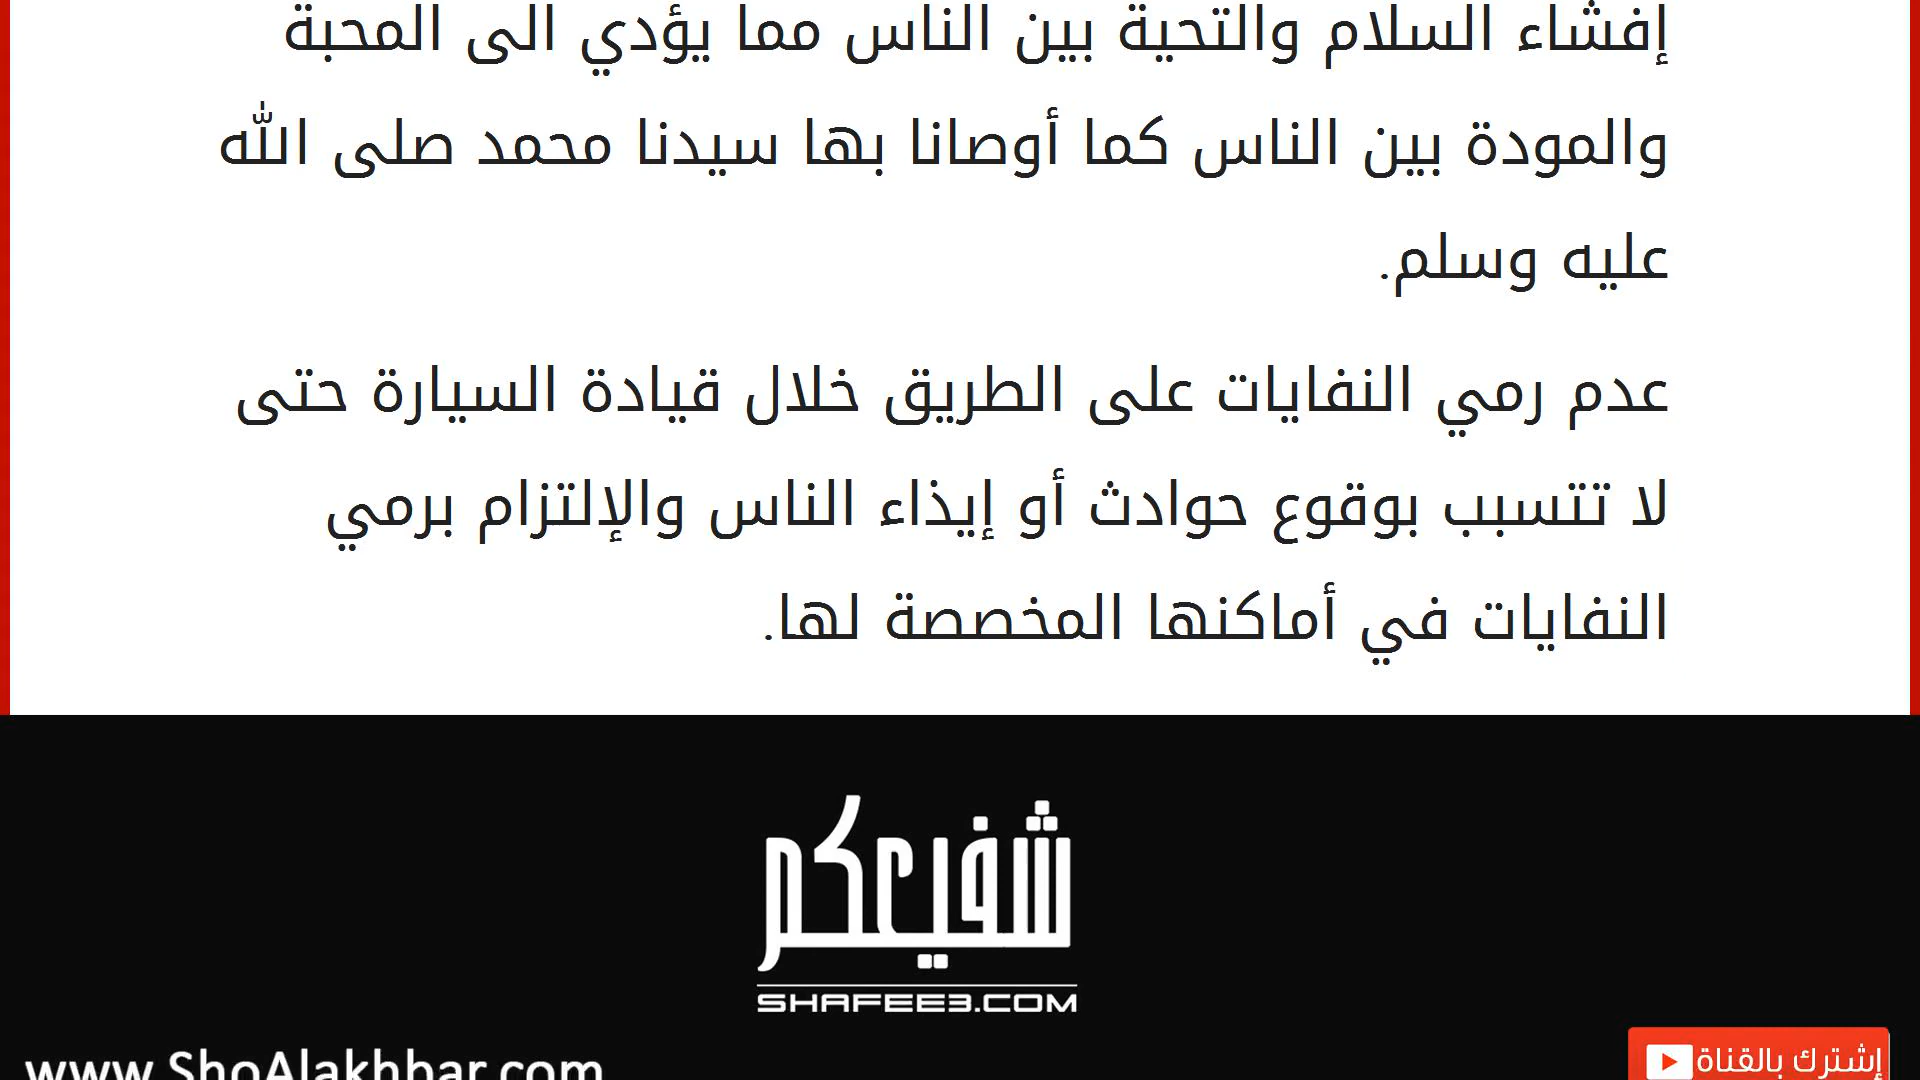 إفشاء السلام والتحية بين الناس مما يؤدي الى المحبة
والمودة بين الناس كما أوصانا بها سيدنا محمد صلى الله
عليه وسلم.
عدم رمي النفايات على الطريق خلال قيادة السيارة حتى
لا تتسبب بوقوع حوادث أو إيذاء الناس والإلتزام برمي
النفايات في أماكنها المخصصة لها.
شفيعكم
SHAFEE3.COM
www.ShoAlakhbar.com
إشترك بالقناة